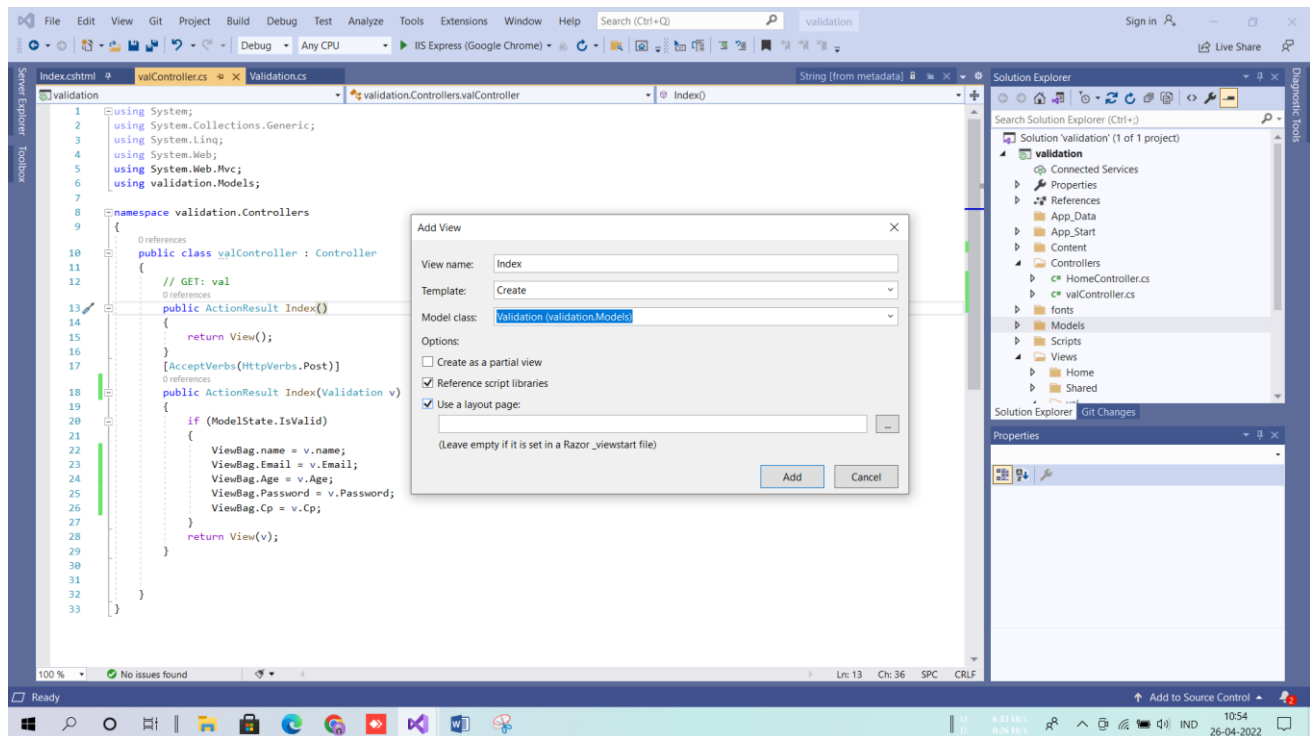 File Edit View Git Project Build Debug Test Analyze Tools Extensions Window Help Search (Ctrl+Q) validation Sign in
Debug Any CPU IIS Express (Google Chrome) Live Share
Server Explorer
Toolbox
Index.cshtml valController.cs Validation.cs String [from metadata]
validation validation.Controllers.valController Index()
1 using System;
2 using System.Collections.Generic;
3 using System.Linq;
4 using System.Web;
5 using System.Web.Mvc;
6 using validation.Models;
7
8 namespace validation.Controllers
9 {
0 references
10 public class valController : Controller
11 {
12 // GET: val
0 references
13 public ActionResult Index()
14 {
15 return View();
16 }
17 [AcceptVerbs(HttpVerbs.Post)]
0 references
18 public ActionResult Index(Validation v)
19 {
20 if (ModelState.IsValid)
21 {
22 ViewBag.name = v.name;
23 ViewBag.Email = v.Email;
24 ViewBag.Age = v.Age;
25 ViewBag.Password = v.Password;
26 ViewBag.Cp = v.Cp;
27 }
28 return View(v);
29 }
30
31
32 }
33 }
Add View
View name: Index
Template: Create
Model class: Validation (validation.Models)
Options:
Create as a partial view
Reference script libraries
Use a layout page:
...
(Leave empty if it is set in a Razor _viewstart file)
Add Cancel
Solution Explorer
Search Solution Explorer (Ctrl+;)
Solution 'validation' (1 of 1 project)
validation
Connected Services
Properties
References
App_Data
App_Start
Content
Controllers
C# HomeController.cs
C# valController.cs
fonts
Models
Scripts
Views
Home
Shared
Solution Explorer Git Changes
Properties
Diagnostic Tools
100 % No issues found Ln: 13 Ch: 36 SPC CRLF
Ready Add to Source Control 2
U:
D:
IND
10:54
26-04-2022